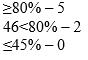 ≥80% – 5
46<80% – 2
≤45% – 0